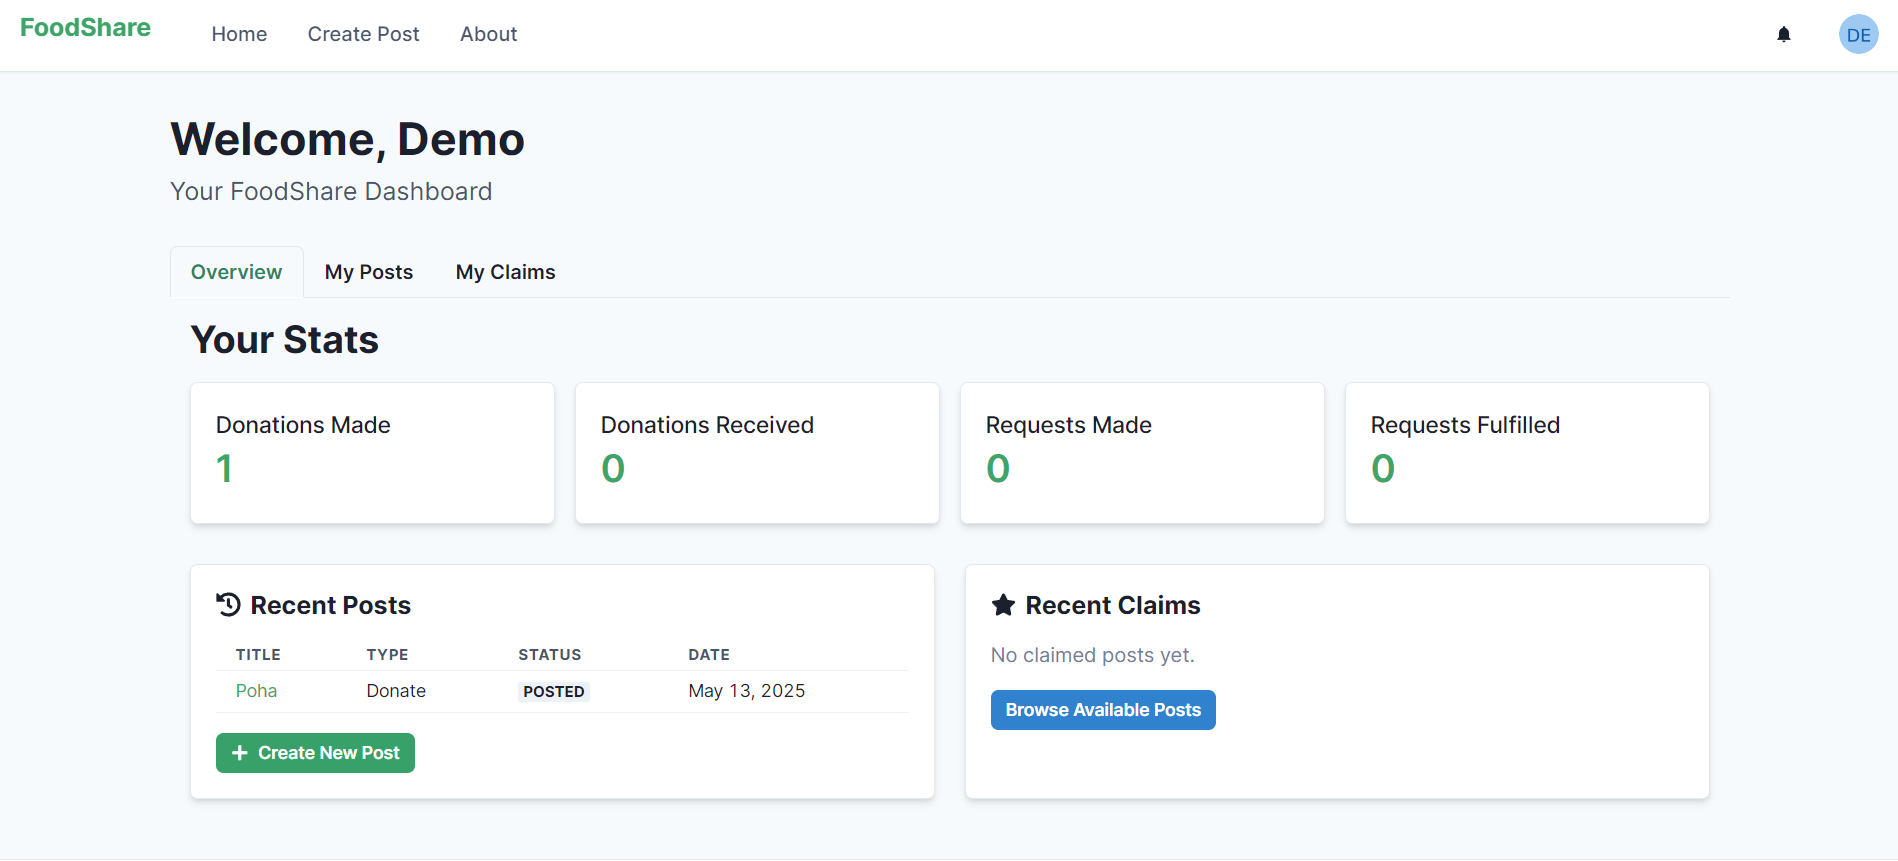 FoodShare
Home Create Post About
DE
Welcome, Demo
Your FoodShare Dashboard
Overview My Posts My Claims
Your Stats
Donations Made
1
Donations Received
0
Requests Made
0
Requests Fulfilled
0
Recent Posts
TITLE TYPE STATUS DATE
Poha Donate POSTED May 13, 2025
+ Create New Post
Recent Claims
No claimed posts yet.
Browse Available Posts